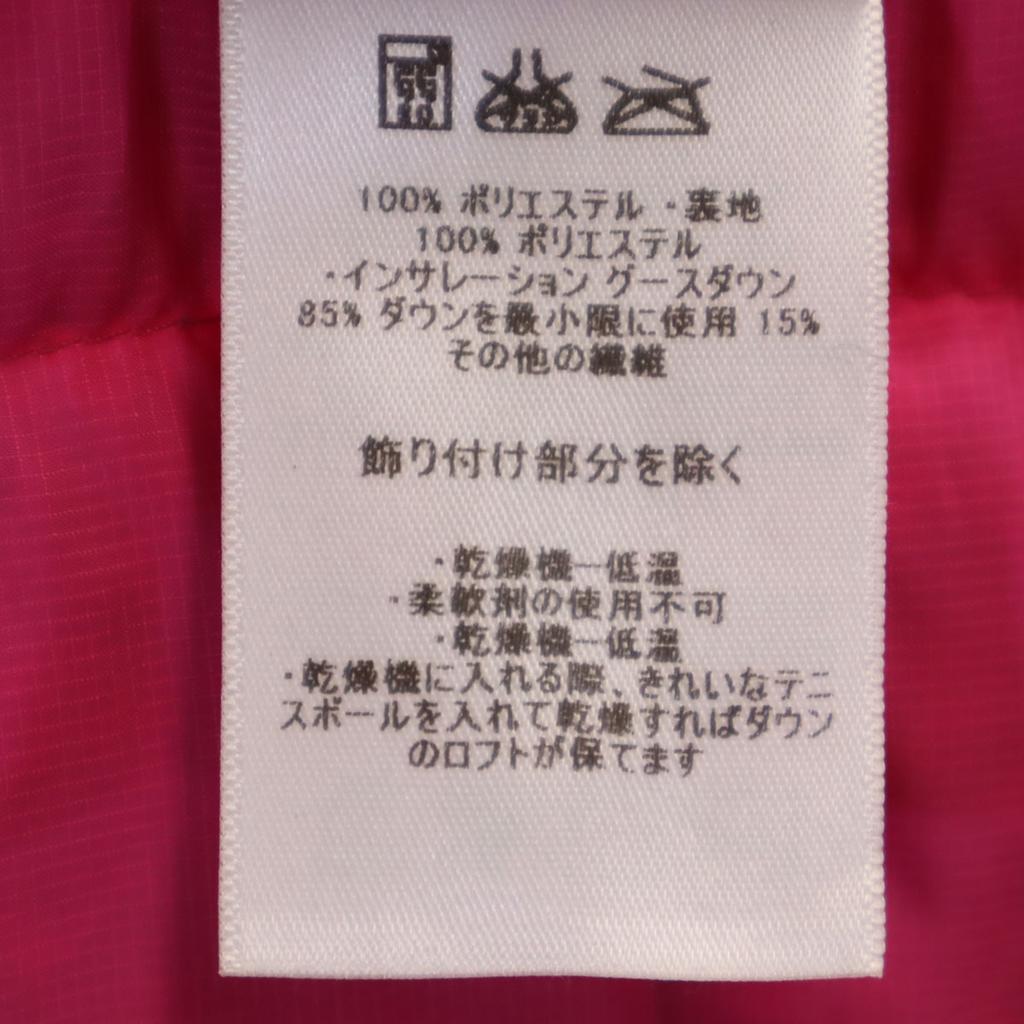 100% ポリエステル ・裏地
100% ポリエステル
・インサレーション グースダウン
85% ダウンを最小限に使用 15%
その他の繊維
飾り付け部分を除く
・乾燥機一低温
・柔軟剤の使用不可
・乾燥機一低温
・乾燥機に入れる際、きれいなテニ
スボールを入れて乾燥すればダウン
のロフトが保てます